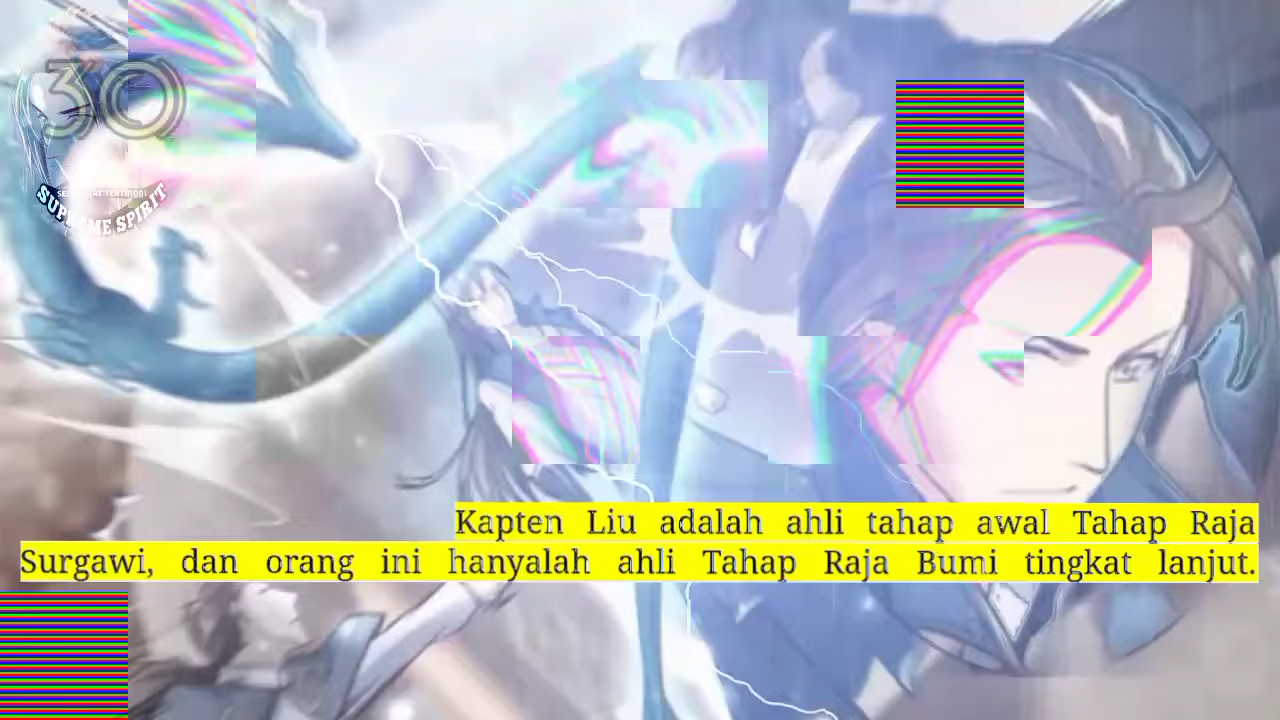 30
SUPREME SPIRIT
Kapten Liu adalah ahli tahap awal Tahap Raja
Surgawi, dan orang ini hanyalah ahli Tahap Raja Bumi tingkat lanjut.